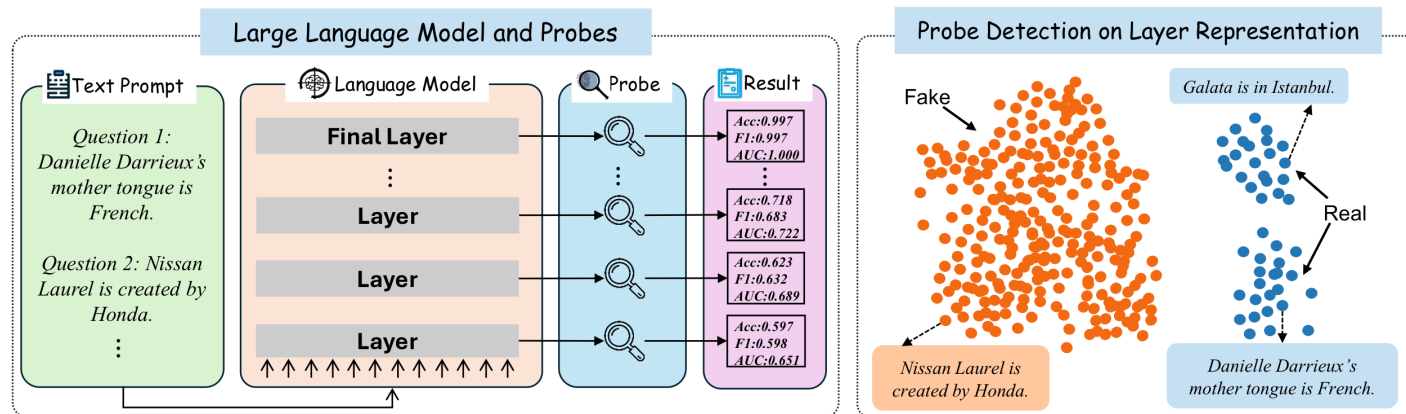 Large Language Model and Probes
Text Prompt
Question 1:
Danielle Darrieux's
mother tongue is
French.
Question 2: Nissan
Laurel is created by
Honda.
⋮
Language Model
Final Layer
⋮
Layer
Layer
Layer
Probe
⋮
Result
Acc:0.997
F1:0.997
AUC:1.000
⋮
Acc:0.718
F1:0.683
AUC:0.722
Acc:0.623
F1:0.632
AUC:0.689
Acc:0.597
F1:0.598
AUC:0.651
Probe Detection on Layer Representation
Fake
Galata is in Istanbul.
Real
Nissan Laurel is
created by Honda.
Danielle Darrieux's
mother tongue is French.